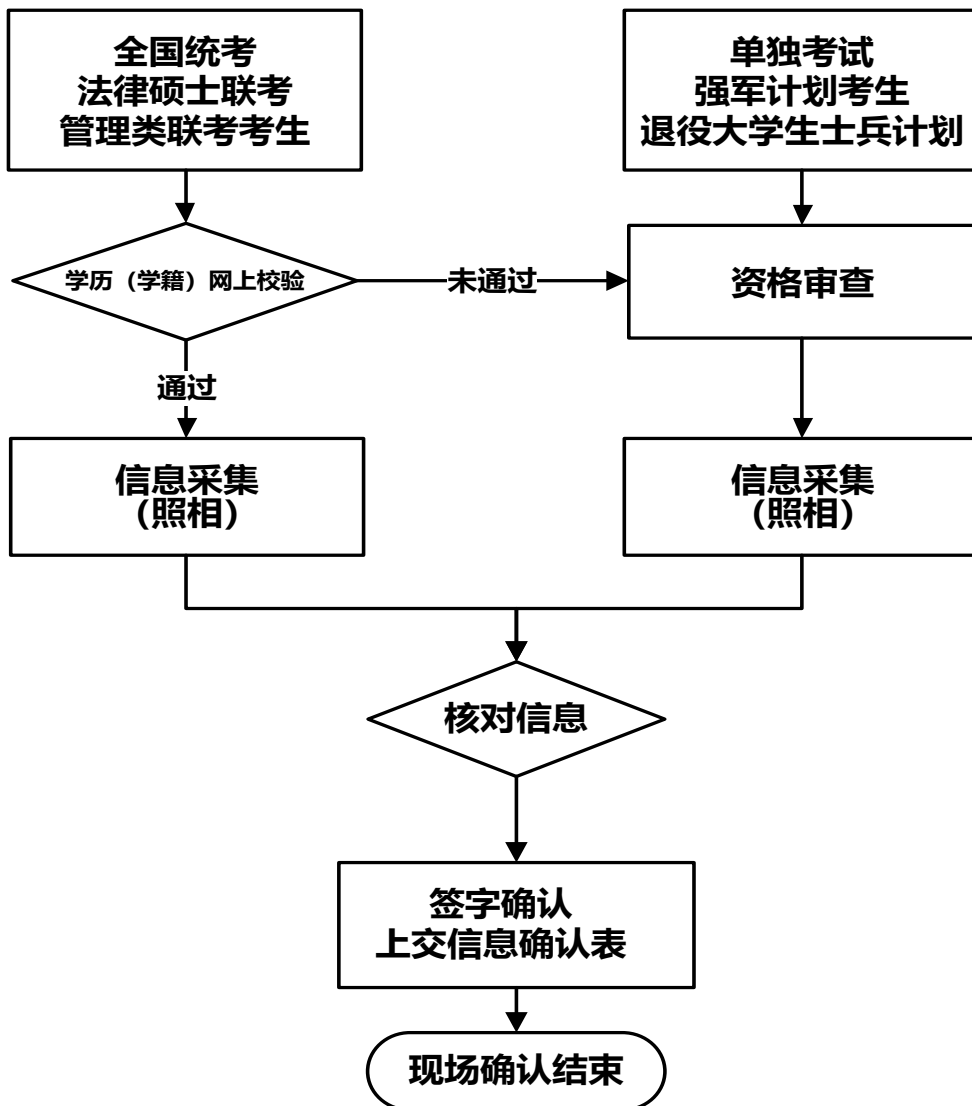 全国统考
法律硕士联考
管理类联考考生
单独考试
强军计划考生
退役大学生士兵计划
学历（学籍）网上校验
未通过
资格审查
通过
信息采集
（照相）
信息采集
（照相）
核对信息
签字确认
上交信息确认表
现场确认结束